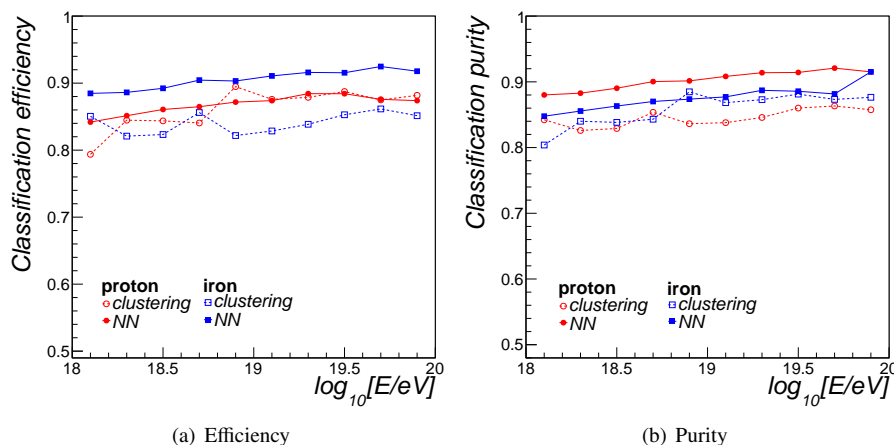 Classification efficiency
1
0.9
0.8
0.7
0.6
0.5
proton iron
clustering clustering
NN NN
18 18.5 19 19.5 20
log10[E/eV]
(a) Efficiency
Classification purity
1
0.9
0.8
0.7
0.6
0.5
proton iron
clustering clustering
NN NN
18 18.5 19 19.5 20
log10[E/eV]
(b) Purity